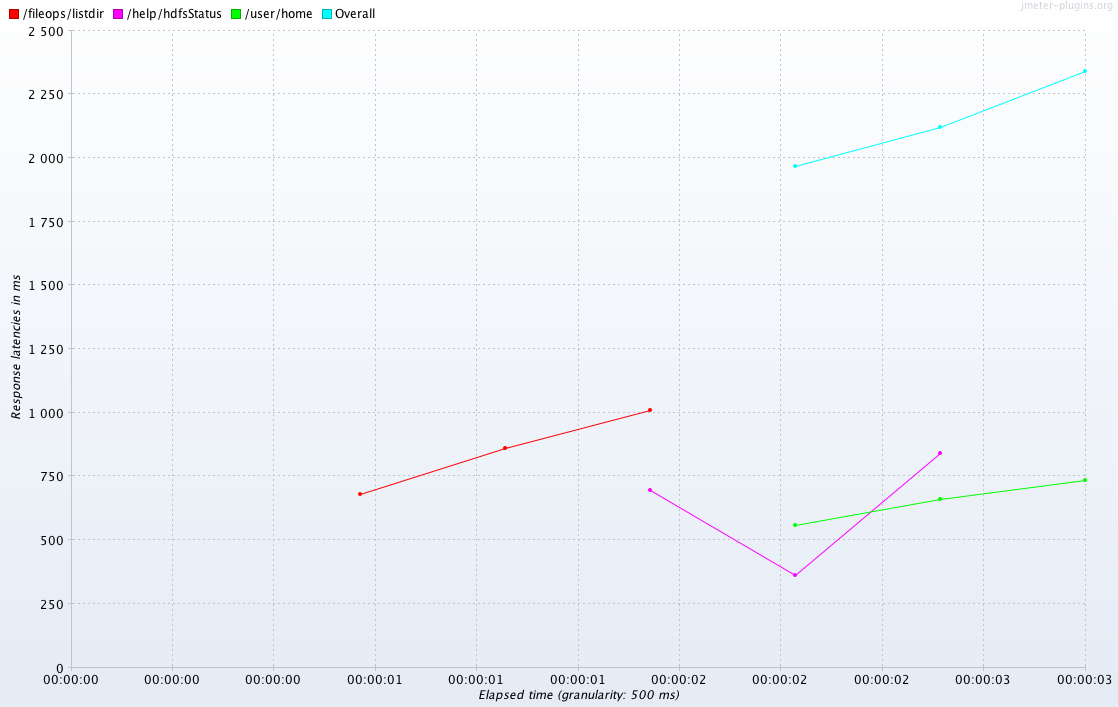 /fileops/listdir /help/hdfsStatus /user/home Overall
jmeter-plugins.org
2 500
2 250
2 000
1 750
1 500
1 250
1 000
750
500
250
0
Response latencies in ms
00:00:00 00:00:00 00:00:00 00:00:01 00:00:01 00:00:01 00:00:02 00:00:02 00:00:02 00:00:03 00:00:03
Elapsed time (granularity: 500 ms)